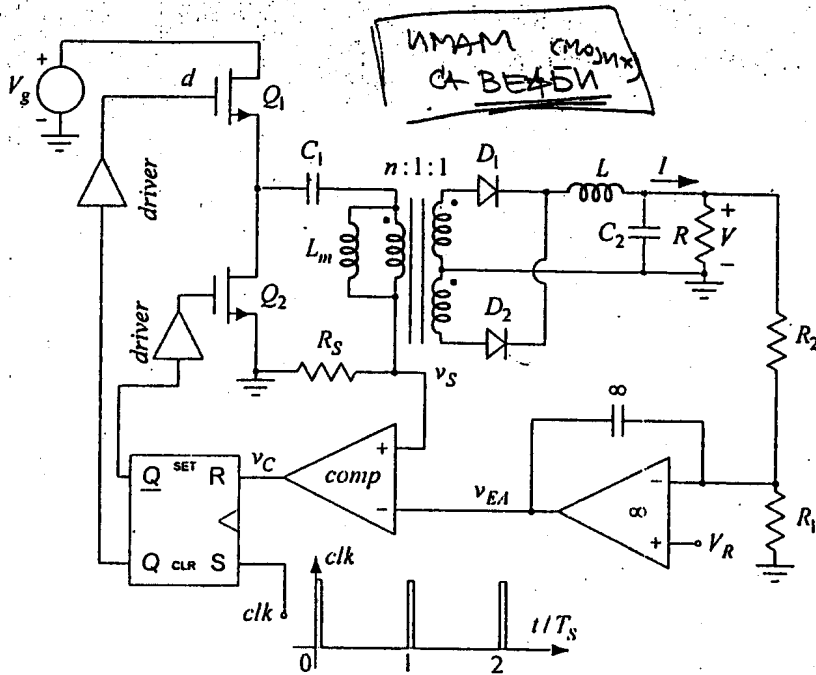 ИМАМ (МОЈИХ)
СА ВЕЖБИ
V_g
+
-
d
Q_1
driver
C_1
n:1:1
D_1
L
I
L_m
C_2
R
+
V
-
Q_2
driver
D_2
R_S
v_S
R_2
∞
Q
SET
R
v_C
+
comp
-
v_EA
∞
-
+
V_R
R_1
Q
CLR
S
clk
clk
t/T_S
0
1
2